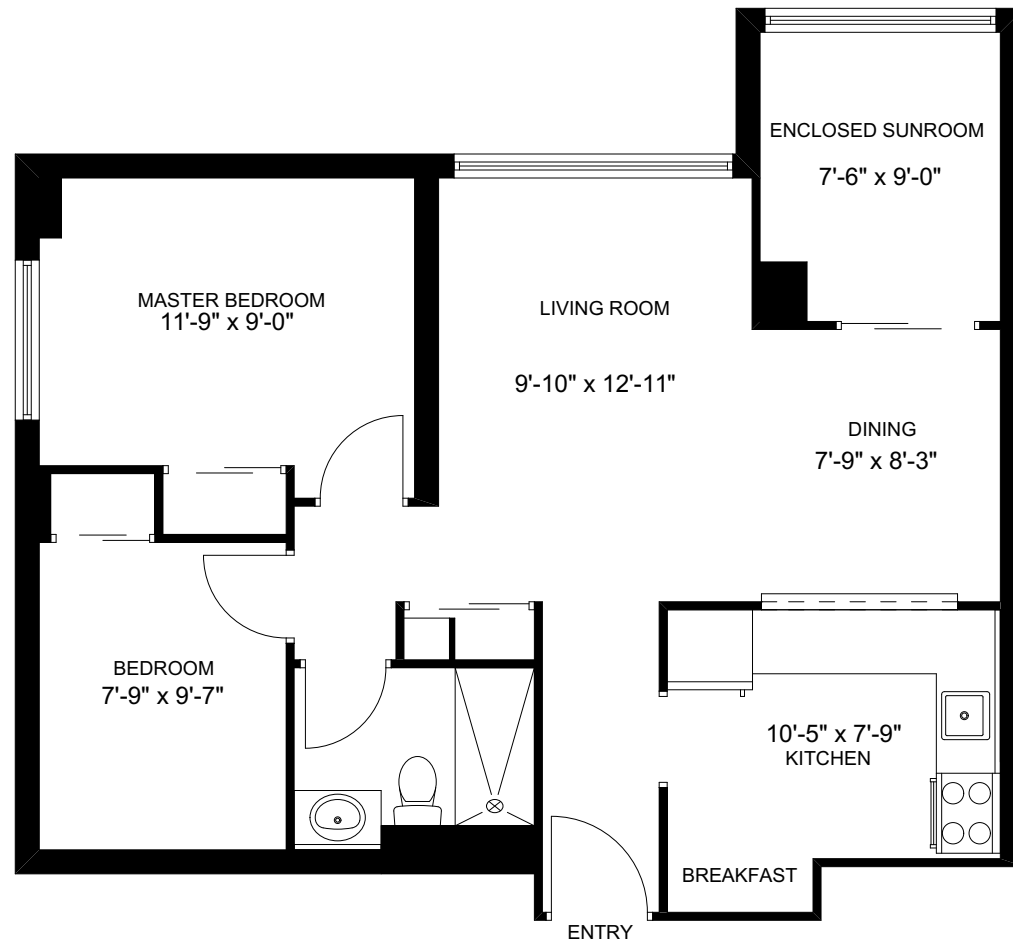 ENCLOSED SUNROOM
7'-6" x 9'-0"
MASTER BEDROOM
11'-9" x 9'-0"
LIVING ROOM
9'-10" x 12'-11"
DINING
7'-9" x 8'-3"
BEDROOM
7'-9" x 9'-7"
10'-5" x 7'-9"
KITCHEN
BREAKFAST
ENTRY